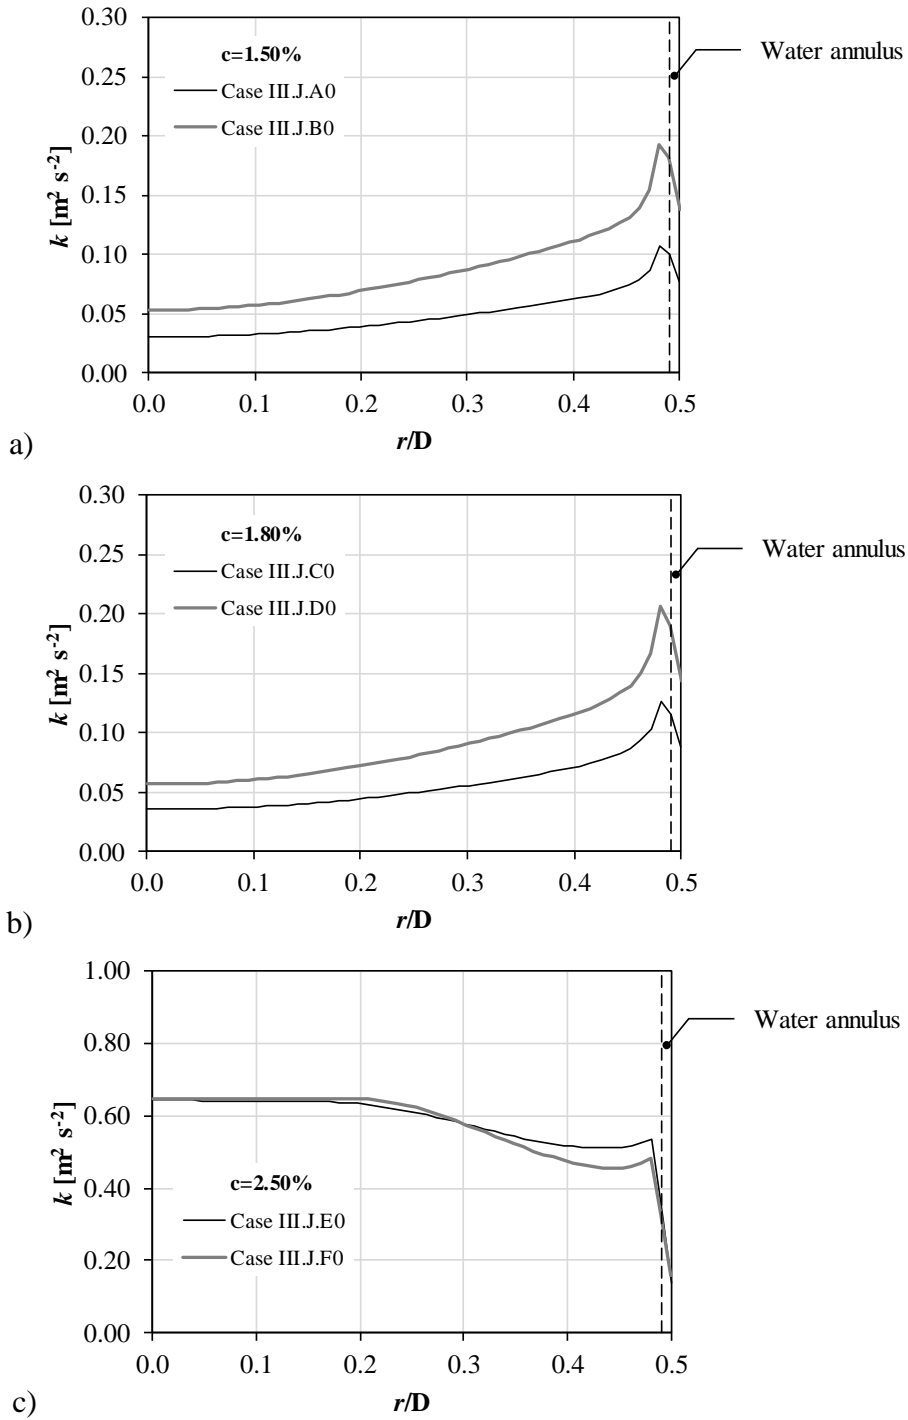 0.30
0.25
0.20
0.15
0.10
0.05
0.00
k [m² s⁻²]
c=1.50%
Case III.J.A0
Case III.J.B0
Water annulus
0.0 0.1 0.2 0.3 0.4 0.5
r/D
a)
0.30
0.25
0.20
0.15
0.10
0.05
0.00
k [m² s⁻²]
c=1.80%
Case III.J.C0
Case III.J.D0
Water annulus
0.0 0.1 0.2 0.3 0.4 0.5
r/D
b)
1.00
0.80
0.60
0.40
0.20
0.00
k [m² s⁻²]
c=2.50%
Case III.J.E0
Case III.J.F0
Water annulus
0.0 0.1 0.2 0.3 0.4 0.5
r/D
c)